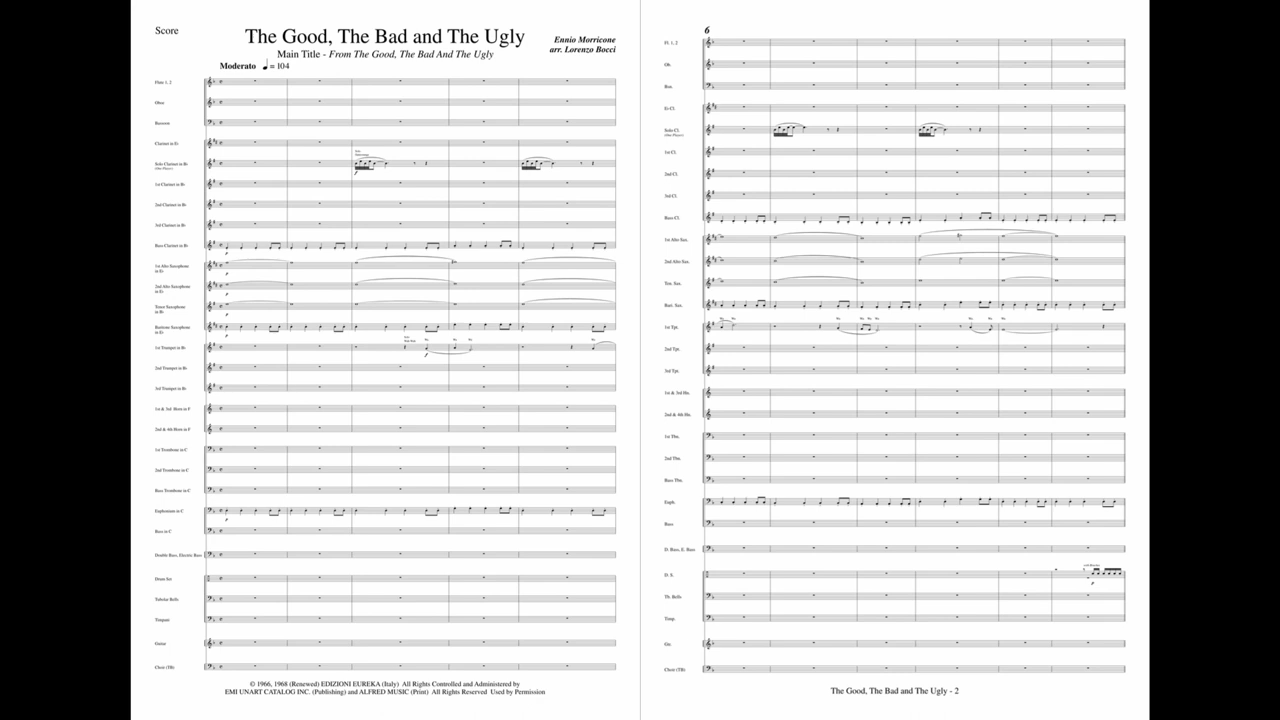 Score
The Good, The Bad and The Ugly
Main Title - From The Good, The Bad And The Ugly
Ennio Morricone
arr. Lorenzo Bocci
Moderato ♩ = 104
Flute 1, 2
Oboe
Bassoon
Clarinet in E♭
Solo Clarinet in B♭
(One Player)
1st Clarinet in B♭
2nd Clarinet in B♭
3rd Clarinet in B♭
Bass Clarinet in B♭
1st Alto Saxophone
in E♭
2nd Alto Saxophone
in E♭
Tenor Saxophone
in B♭
Baritone Saxophone
in E♭
1st Trumpet in B♭
2nd Trumpet in B♭
3rd Trumpet in B♭
1st & 3rd Horn in F
2nd & 4th Horn in F
1st Trombone in C
2nd Trombone in C
Bass Trombone in C
Euphonium in C
Bass in C
Double Bass, Electric Bass
Drum Set
Tubular Bells
Timpani
Guitar
Choir (TB)
© 1966, 1968 (Renewed) EDIZIONI EUREKA (Italy) All Rights Controlled and Administered by
EMI UNART CATALOG INC. (Publishing) and ALFRED MUSIC (Print) All Rights Reserved Used by Permission
6
Fl. 1, 2
Ob.
Bsn.
E♭ Cl.
Solo Cl.
(One Player)
1st Cl.
2nd Cl.
3rd Cl.
Bass Cl.
1st Alto Sax.
2nd Alto Sax.
Ten. Sax.
Bari. Sax.
1st Tpt.
2nd Tpt.
3rd Tpt.
1st & 3rd Hn.
2nd & 4th Hn.
1st Tbn.
2nd Tbn.
Bass Tbn.
Euph.
Bass
D. Bass, E. Bass
D. S.
Tb. Bells
Timp.
Gtr.
Choir (TB)
The Good, The Bad and The Ugly - 2